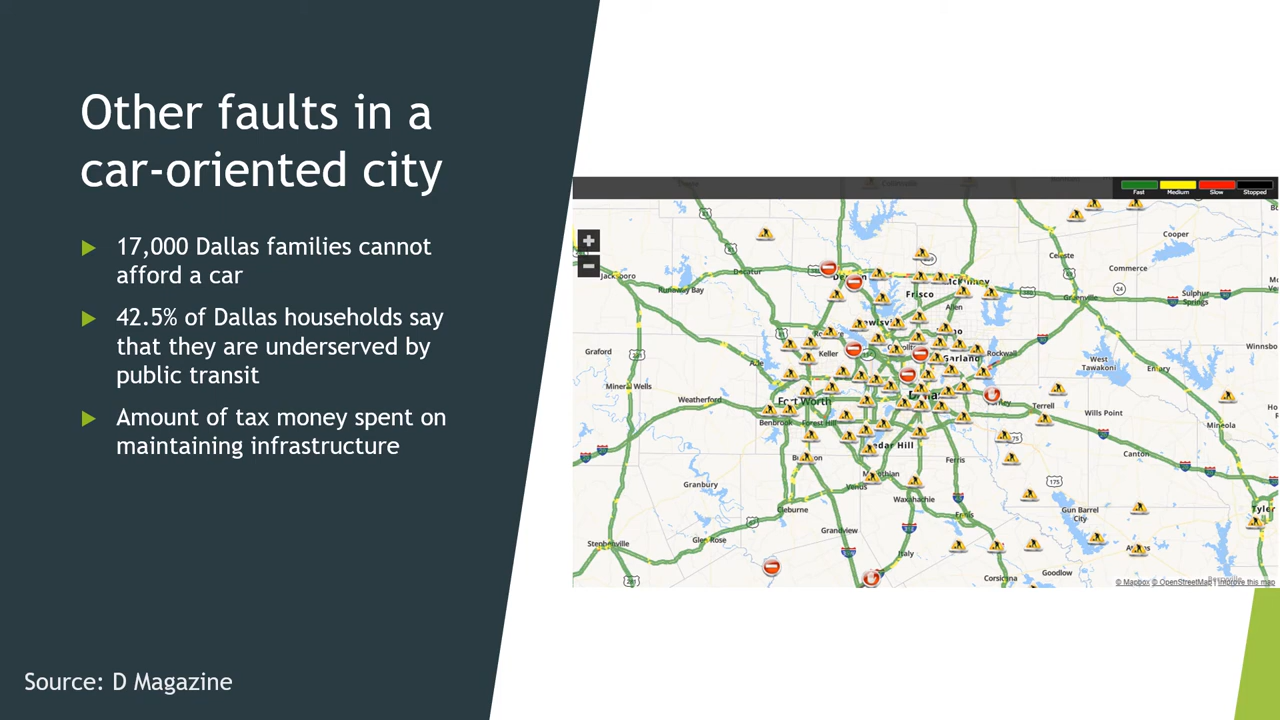 Other faults in a
car-oriented city
17,000 Dallas families cannot
afford a car
42.5% of Dallas households say
that they are underserved by
public transit
Amount of tax money spent on
maintaining infrastructure
Source: D Magazine
Fast
Medium
Slow
Stopped
Cooper
Celeste
Commerce
24
Jacksboro
Decatur
Runaway Bay
McKinney
Frisco
Allen
Greenville
Sulphur
Springs
Winnsbo
Graford
Keller
Garland
Rockwall
West
Tawakoni
Emory
Mineral Wells
Weatherford
Fort Worth
Benbrook
Forest Hill
Terrell
Wills Point
Mineola
Cedar Hill
175
Canton
Ferris
Granbury
Venus
Waxahachie
175
Gun Barrel
City
Tyler
Cleburne
Ennis
Grandview
Stephenville
Glen Rose
Italy
Corsicana
Goodlow
© Mapbox © OpenStreetMap | Improve this map